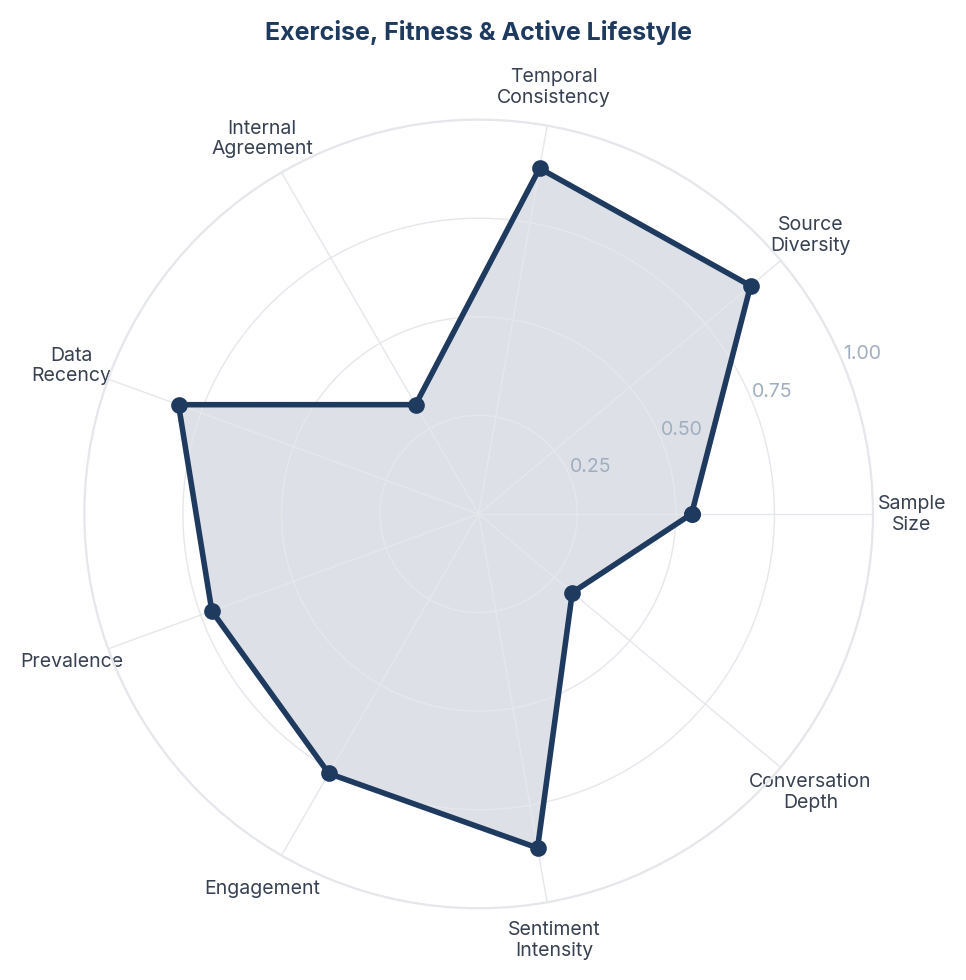 Exercise, Fitness & Active Lifestyle
Temporal
Consistency
Internal
Agreement
Source
Diversity
1.00
Data
Recency
0.75
0.50
0.25
Sample
Size
Prevalence
Conversation
Depth
Engagement
Sentiment
Intensity